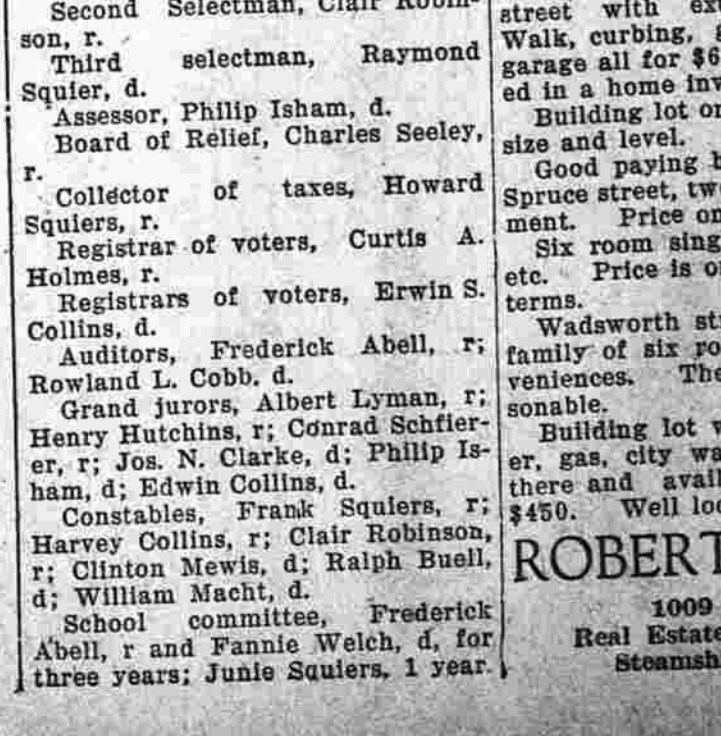 Second Selectman, Clair Robin-
son, r.
Third selectman, Raymond
Squier, d.
Assessor, Philip Isham, d.
Board of Relief, Charles Seeley,
r.
Collector of taxes, Howard
Squiers, r.
Registrar of voters, Curtis A.
Holmes, r.
Registrars of voters, Erwin S.
Collins, d.
Auditors, Frederick Abell, r;
Rowland L. Cobb. d.
Grand jurors, Albert Lyman, r;
Henry Hutchins, r; Conrad Schfier-
er, r; Jos. N. Clarke, d; Philip Is-
ham, d; Edwin Collins, d.
Constables, Frank Squiers, r;
Harvey Collins, r; Clair Robinson,
r; Clinton Mewis, d; Ralph Buell,
d; William Macht, d.
School committee, Frederick
Abell, r and Fannie Welch, d, for
three years; Junie Squiers, 1 year.
street with
Walk, curbing,
garage all for $6
ed in a home
Building lot
size and level.
Good paying
Spruce street,
ment. Price
Six room
etc. Price is
terms.
Wadsworth
family of six
veniences.
sonable.
Building lot
er, gas, city
there and
$450. Well
ROBERT
1009
Real Estate